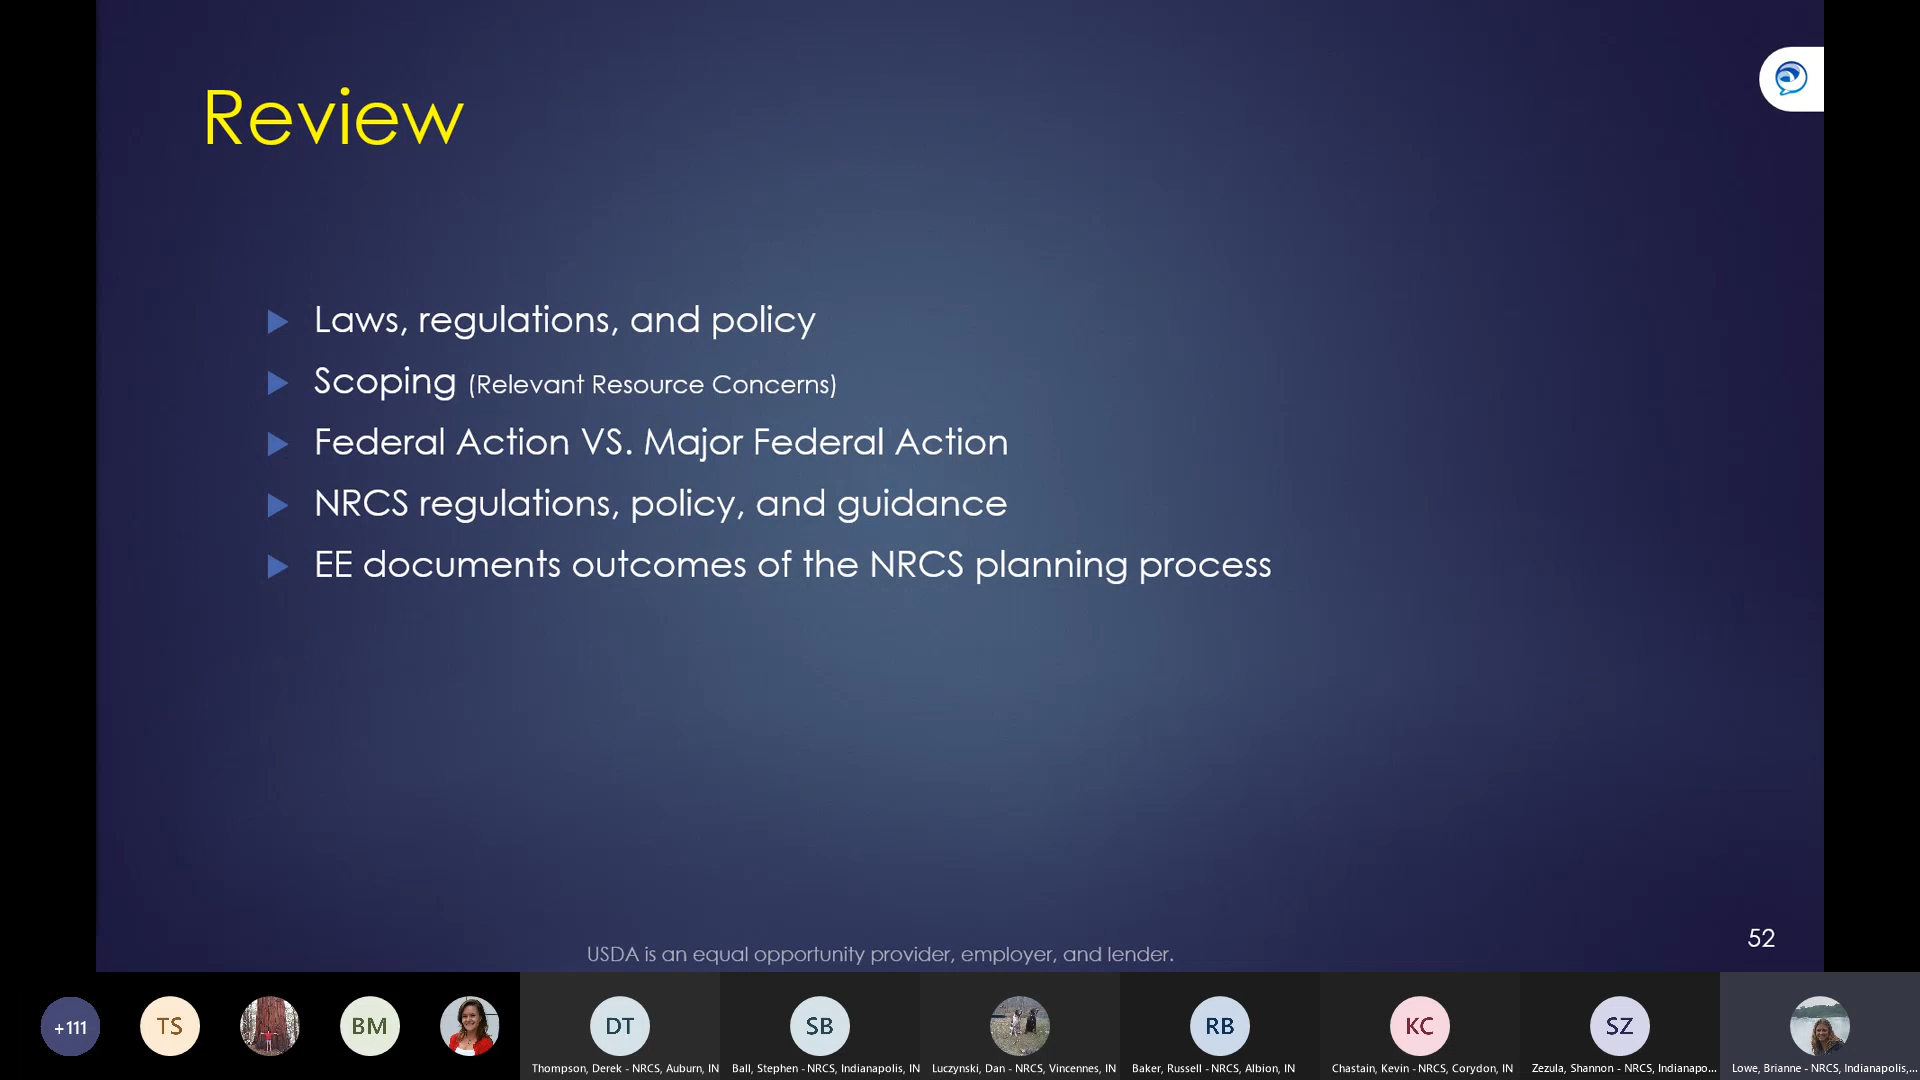 Review
Laws, regulations, and policy
Scoping (Relevant Resource Concerns)
Federal Action VS. Major Federal Action
NRCS regulations, policy, and guidance
EE documents outcomes of the NRCS planning process
52
USDA is an equal opportunity provider, employer, and lender.
+111
TS
BM
DT
SB
RB
KC
SZ
Thompson, Derek - NRCS, Auburn, IN
Ball, Stephen - NRCS, Indianapolis, IN
Luczynski, Dan - NRCS, Vincennes, IN
Baker, Russell - NRCS, Albion, IN
Chastain, Kevin - NRCS, Corydon, IN
Zezula, Shannon - NRCS, Indianapo...
Lowe, Brianne - NRCS, Indianapolis,...